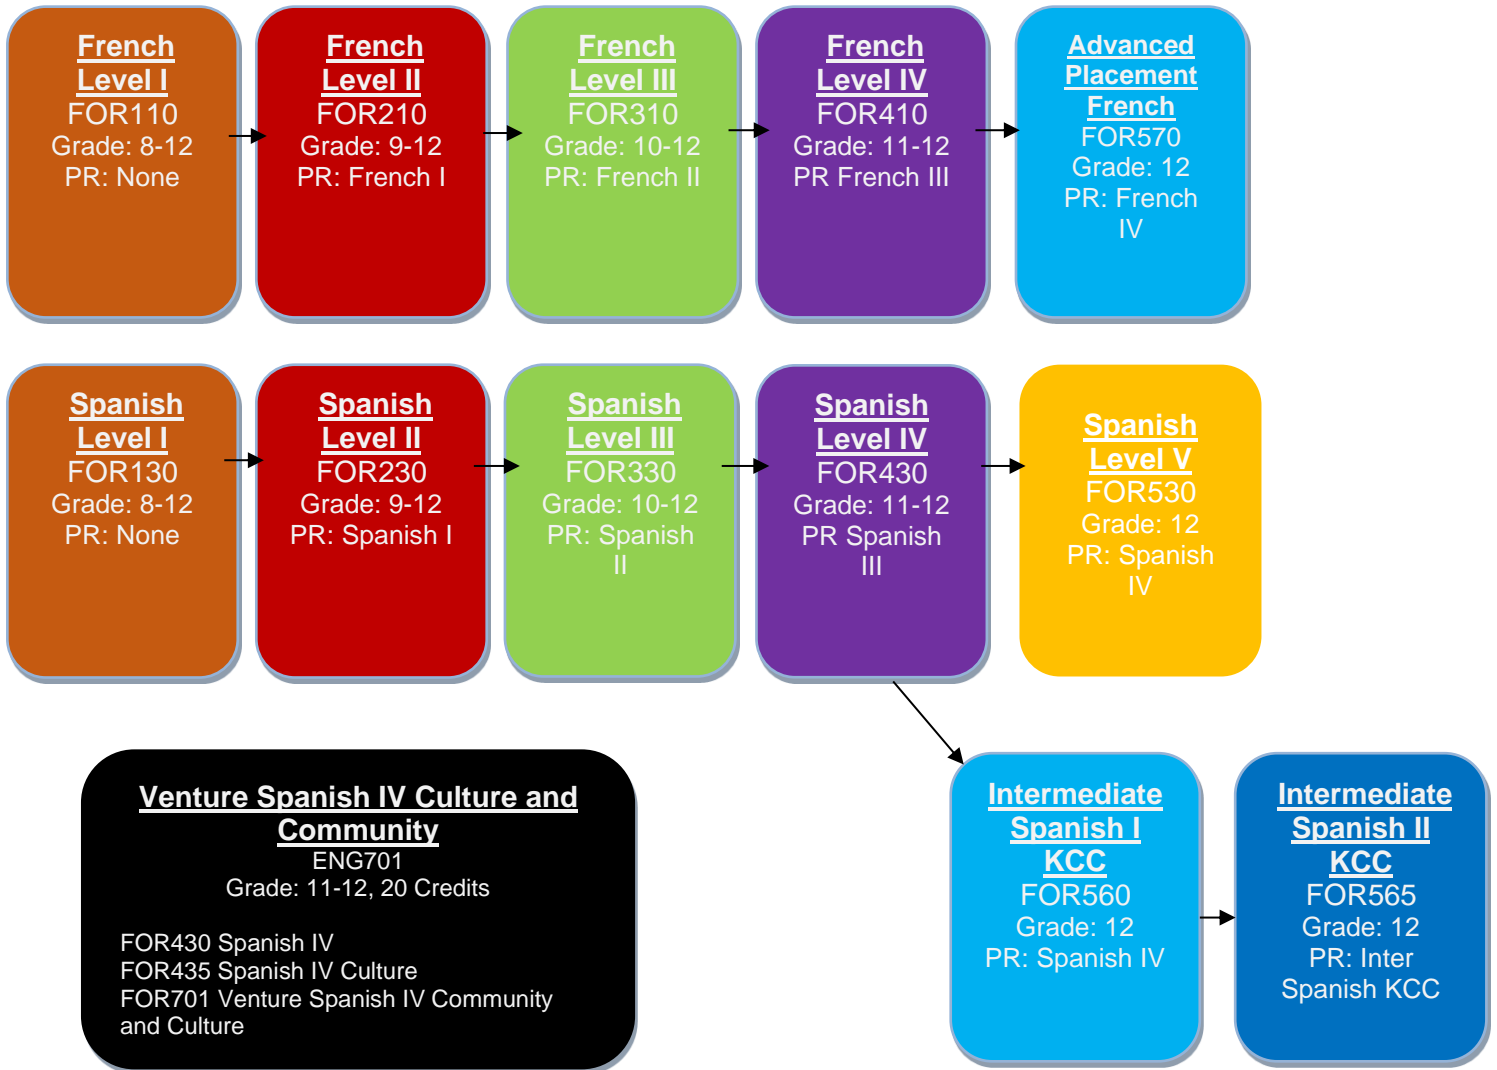 French
Level I
FOR110
Grade: 8-12
PR: None
French
Level II
FOR210
Grade: 9-12
PR: French I
French
Level III
FOR310
Grade: 10-12
PR: French II
French
Level IV
FOR410
Grade: 11-12
PR French III
Advanced
Placement
French
FOR570
Grade: 12
PR: French
IV
Spanish
Level I
FOR130
Grade: 8-12
PR: None
Spanish
Level II
FOR230
Grade: 9-12
PR: Spanish I
Spanish
Level III
FOR330
Grade: 10-12
PR: Spanish
II
Spanish
Level IV
FOR430
Grade: 11-12
PR Spanish
III
Spanish
Level V
FOR530
Grade: 12
PR: Spanish
IV
Venture Spanish IV Culture and
Community
ENG701
Grade: 11-12, 20 Credits
FOR430 Spanish IV
FOR435 Spanish IV Culture
FOR701 Venture Spanish IV Community
and Culture
Intermediate
Spanish I
KCC
FOR560
Grade: 12
PR: Spanish IV
Intermediate
Spanish II
KCC
FOR565
Grade: 12
PR: Inter
Spanish KCC